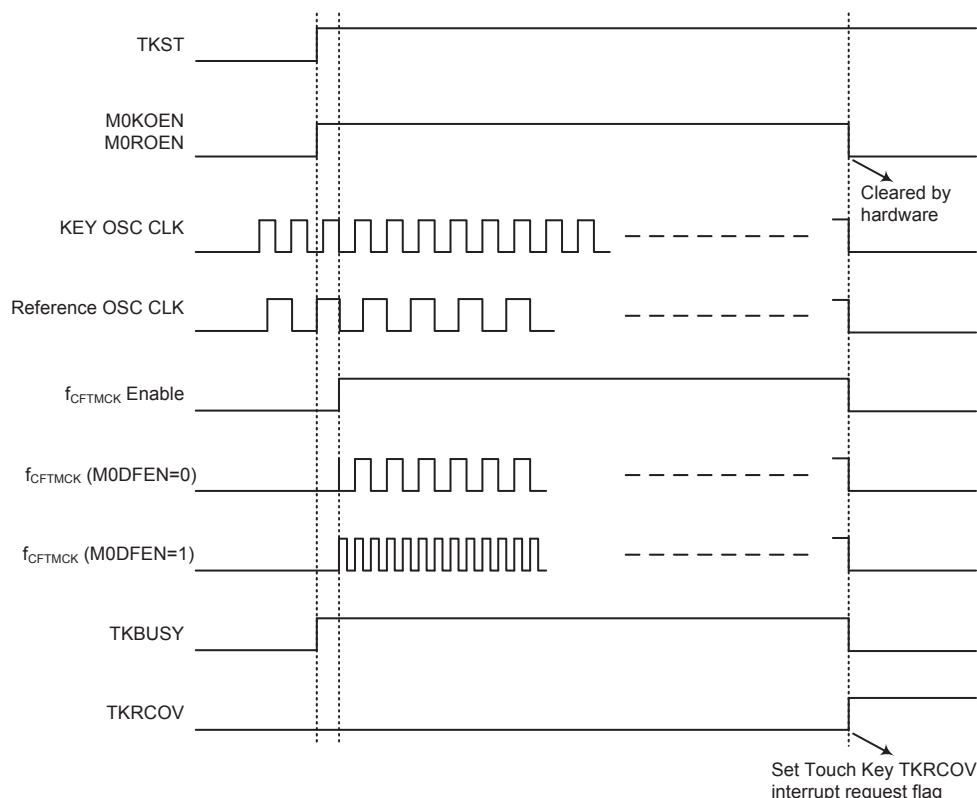 TKST
M0KOEN
M0ROEN
Cleared by
hardware
KEY OSC CLK
Reference OSC CLK
fCFTMCK Enable
fCFTMCK (M0DFEN=0)
fCFTMCK (M0DFEN=1)
TKBUSY
TKRCOV
Set Touch Key TKRCOV
interrupt request flag